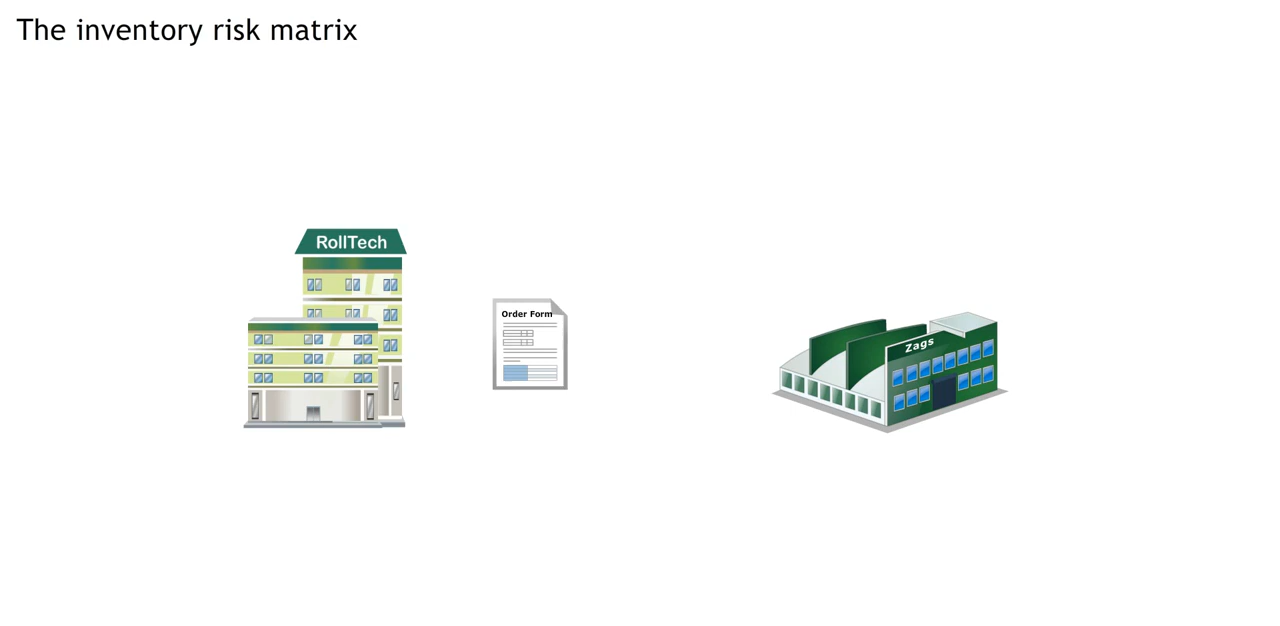 The inventory risk matrix
RollTech
Order Form
Zags